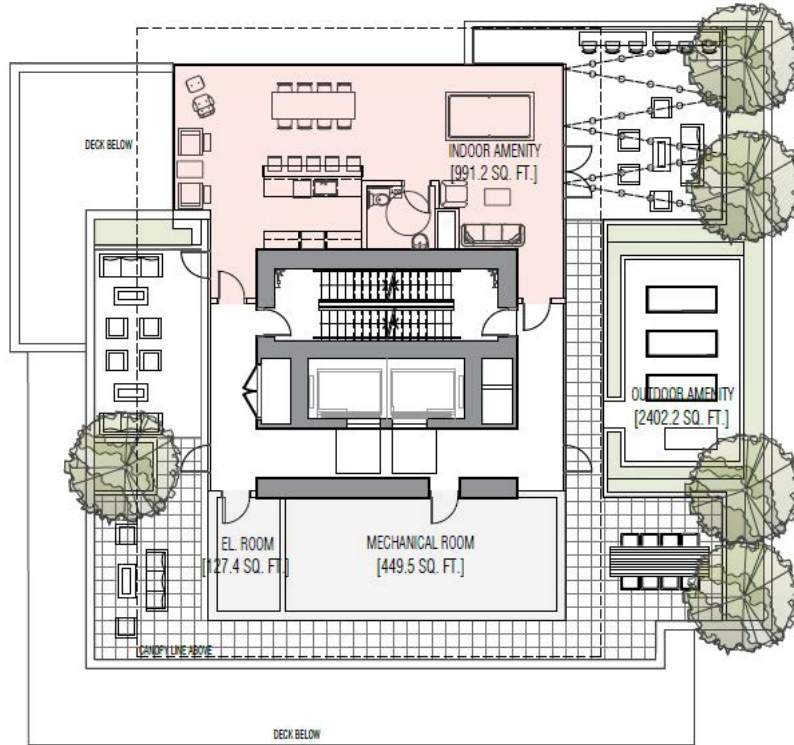 DECK BELOW
INDOOR AMENITY
[991.2 SQ. FT.]
OUTDOOR AMENITY
[2402.2 SQ. FT.]
EL. ROOM
[127.4 SQ. FT.]
MECHANICAL ROOM
[449.5 SQ. FT.]
CANOPY LINE ABOVE
DECK BELOW